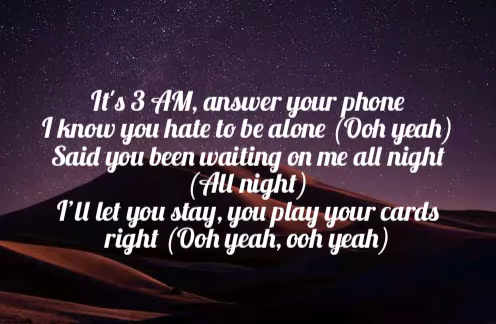 It's 3 AM, answer your phone
I know you hate to be alone (Ooh yeah)
Said you been waiting on me all night
(All night)
I'll let you stay, you play your cards
right (Ooh yeah, ooh yeah)